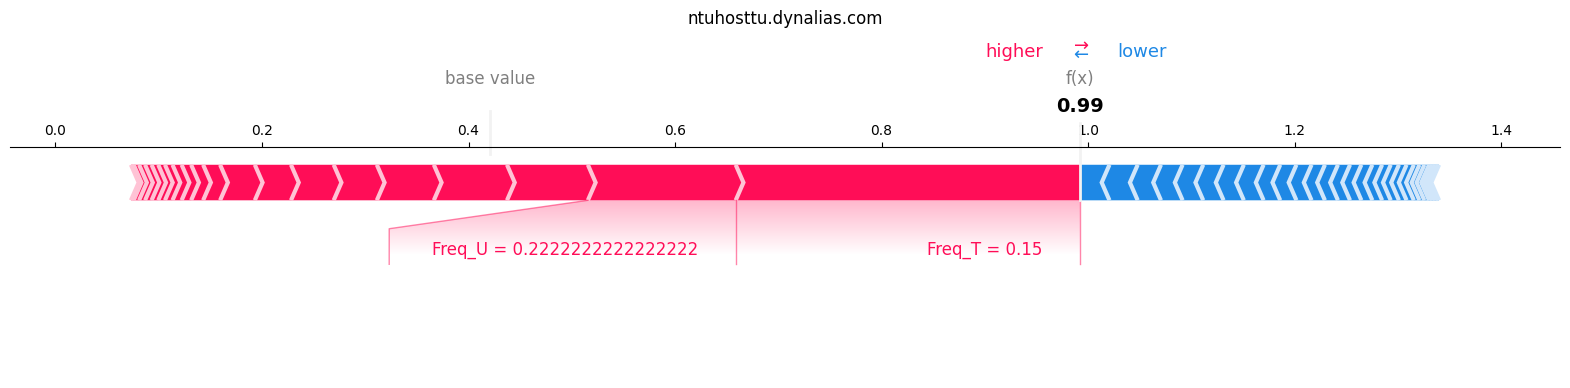 ntuhosttu.dynalias.com
higher ⇄ lower
base value
f(x)
0.99
0.0 0.2 0.4 0.6 0.8 1.0 1.2 1.4
Freq_U = 0.2222222222222222
Freq_T = 0.15